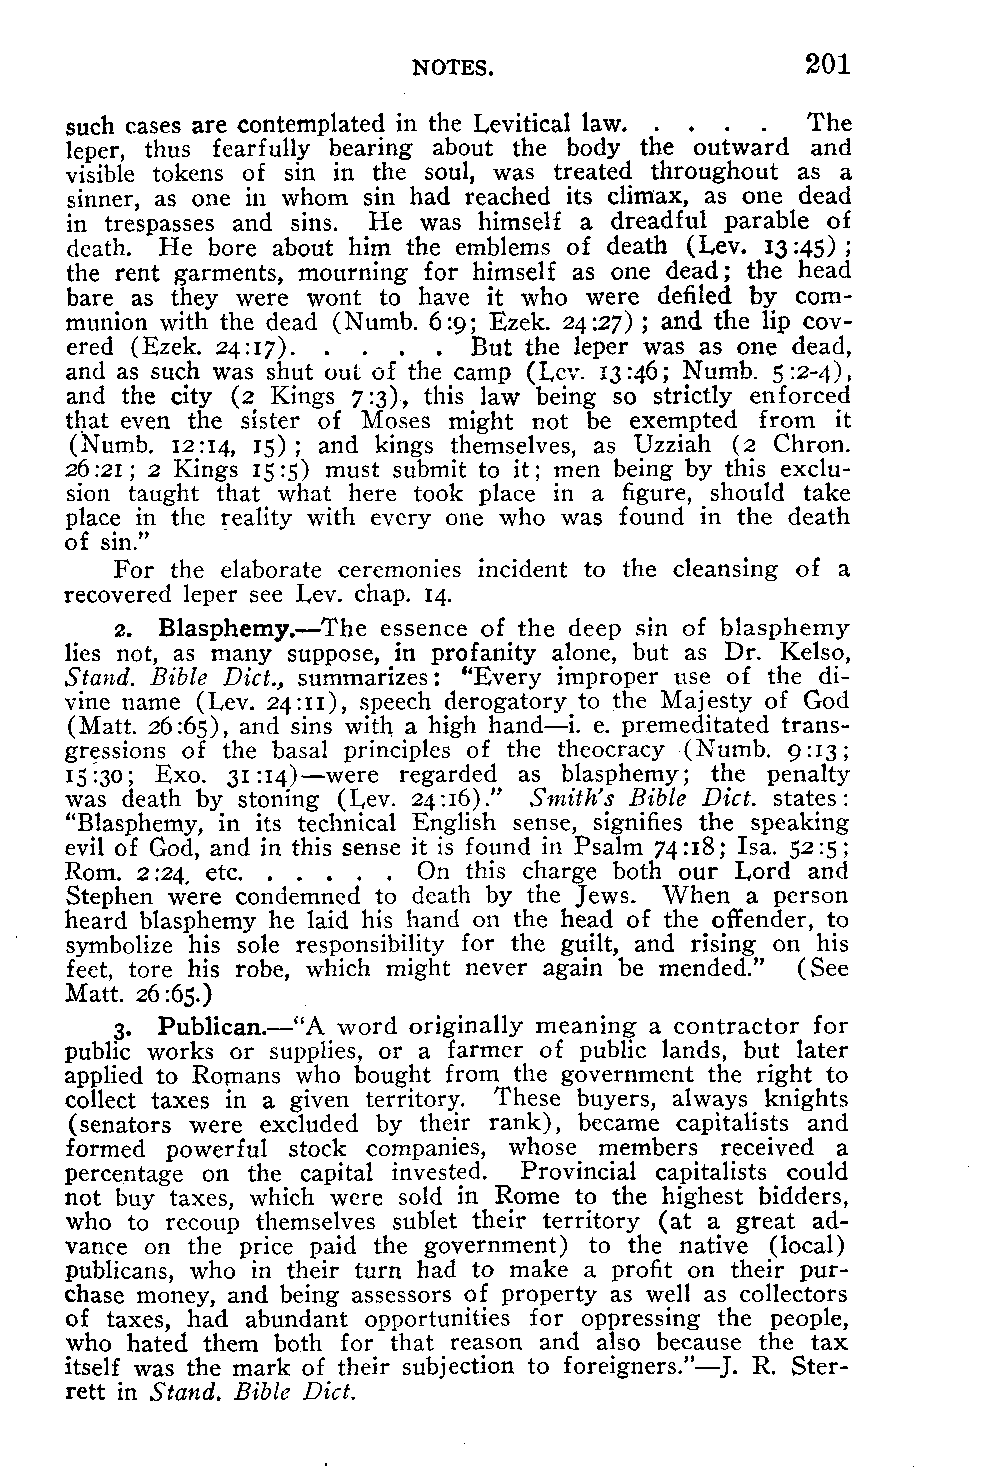 NOTES. 201
such cases are contemplated in the Levitical law. . . . . The
leper, thus fearfully bearing about the body the outward and
visible tokens of sin in the soul, was treated throughout as a
sinner, as one in whom sin had reached its climax, as one dead
in trespasses and sins. He was himself a dreadful parable of
death. He bore about him the emblems of death (Lev. 13:45);
the rent garments, mourning for himself as one dead; the head
bare as they were wont to have it who were defiled by com-
munion with the dead (Numb. 6:9; Ezek. 24:27); and the lip cov-
ered (Ezek. 24:17). . . . . . But the leper was as one dead,
and as such was shut out of the camp (Lev. 13:46; Numb. 5:2-4),
and the city (2 Kings 7:3), this law being so strictly enforced
that even the sister of Moses might not be exempted from it
(Numb. 12:14, 15); and kings themselves, as Uzziah (2 Chron.
26:21; 2 Kings 15:5) must submit to it; men being by this exclu-
sion taught that what here took place in a figure, should take
place in the reality with every one who was found in the death
of sin."
For the elaborate ceremonies incident to the cleansing of a
recovered leper see Lev. chap. 14.
2. Blasphemy.—The essence of the deep sin of blasphemy
lies not, as many suppose, in profanity alone, but as Dr. Kelso,
Stand. Bible Dict., summarizes: "Every improper use of the di-
vine name (Lev. 24:11), speech derogatory to the Majesty of God
(Matt. 26:65), and sins with a high hand—i. e. premeditated trans-
gressions of the basal principles of the theocracy (Numb. 9:13;
15:30; Exo. 31:14)—were regarded as blasphemy; the penalty
was death by stoning (Lev. 24:16)." Smith's Bible Dict. states:
"Blasphemy, in its technical English sense, signifies the speaking
evil of God, and in this sense it is found in Psalm 74:18; Isa. 52:5;
Rom. 2:24, etc. . . . . . On this charge both our Lord and
Stephen were condemned to death by the Jews. When a person
heard blasphemy he laid his hand on the head of the offender, to
symbolize his sole responsibility for the guilt, and rising on his
feet, tore his robe, which might never again be mended." (See
Matt. 26:65.)
3. Publican.—"A word originally meaning a contractor for
public works or supplies, or a farmer of public lands, but later
applied to Romans who bought from the government the right to
collect taxes in a given territory. These buyers, always knights
(senators were excluded by their rank), became capitalists and
formed powerful stock companies, whose members received a
percentage on the capital invested. Provincial capitalists could
not buy taxes, which were sold in Rome to the highest bidders,
who to recoup themselves sublet their territory (at a great ad-
vance on the price paid the government) to the native (local)
publicans, who in their turn had to make a profit on their pur-
chase money, and being assessors of property as well as collectors
of taxes, had abundant opportunities for oppressing the people,
who hated them both for that reason and also because the tax
itself was the mark of their subjection to foreigners."—J. R. Ster-
rett in Stand. Bible Dict.